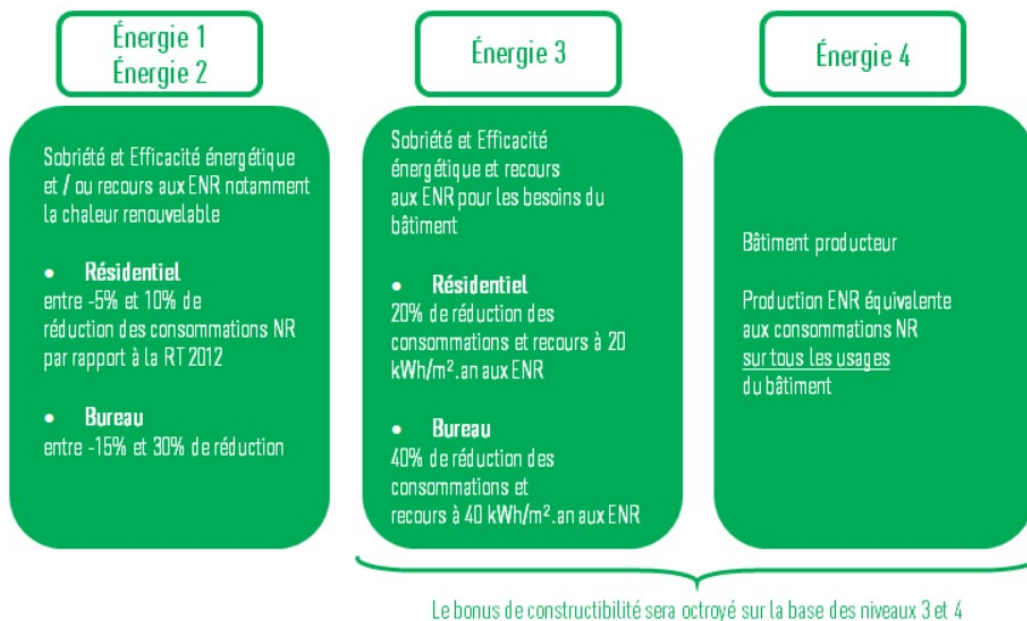 Énergie 1
Énergie 2
Sobriété et Efficacité énergétique
et / ou recours aux ENR notamment
la chaleur renouvelable
• Résidentiel
entre -5% et 10% de
réduction des consommations NR
par rapport à la RT 2012
• Bureau
entre -15% et 30% de réduction
Énergie 3
Sobriété et Efficacité
énergétique et recours
aux ENR pour les besoins du
bâtiment
• Résidentiel
20% de réduction des
consommations et recours à 20
kWh/m².an aux ENR
• Bureau
40% de réduction des
consommations et
recours à 40 kWh/m².an aux ENR
Énergie 4
Bâtiment producteur
Production ENR équivalente
aux consommations NR
sur tous les usages
du bâtiment
Le bonus de constructibilité sera octroyé sur la base des niveaux 3 et 4